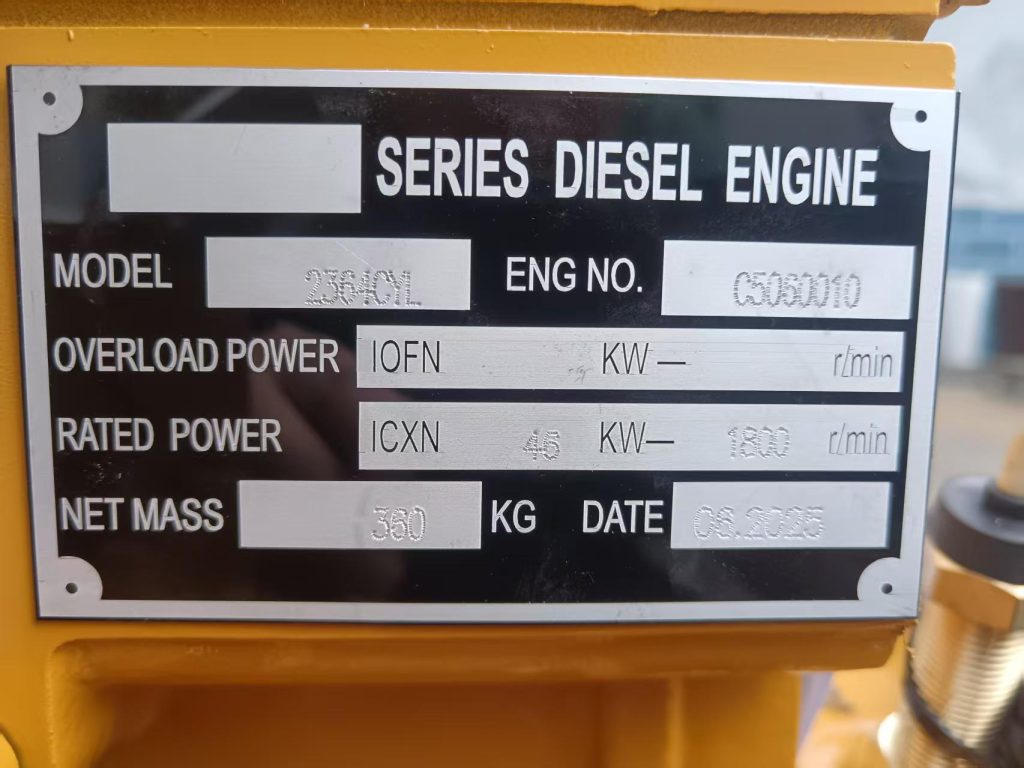 SERIES DIESEL ENGINE
MODEL 2364CYL ENG NO. C5060010
OVERLOAD POWER IOFN KW— r/min
RATED POWER ICXN 45 KW— 1800 r/min
NET MASS 360 KG DATE 06.2025